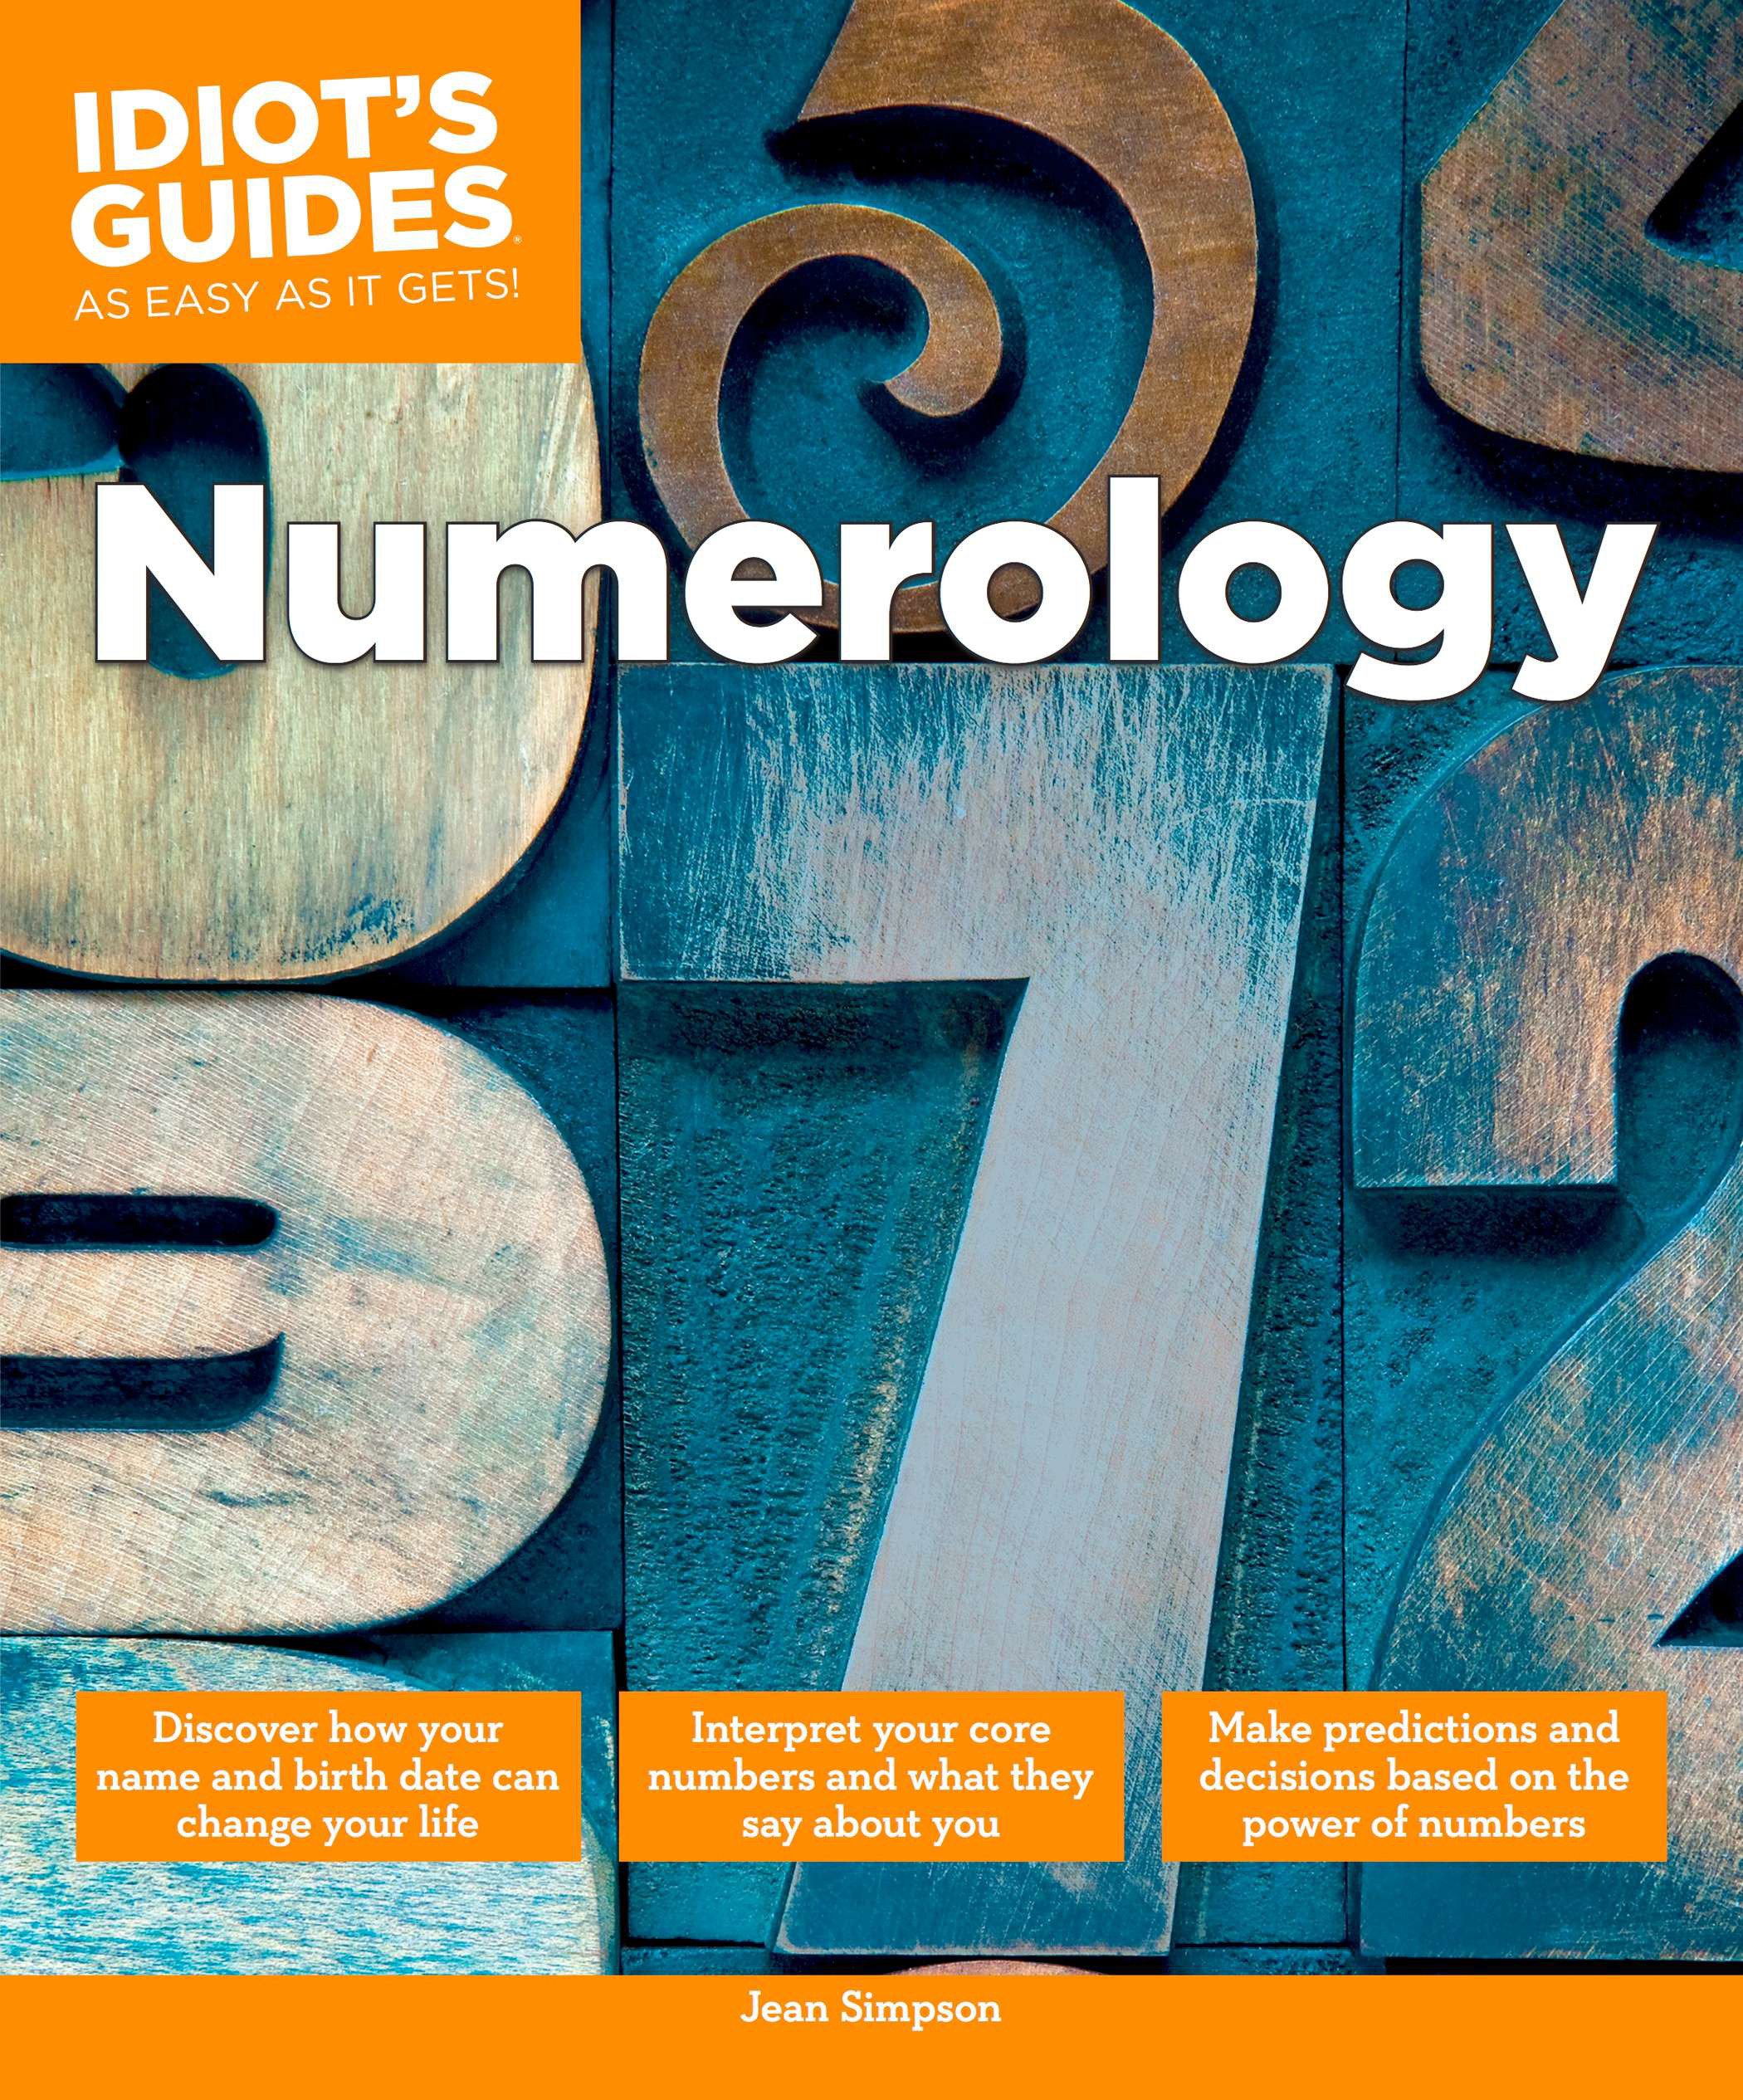 IDIOT'S
GUIDES®
AS EASY AS IT GETS!
Numerology
7
2
Discover how your
name and birth date can
change your life
Interpret your core
numbers and what they
say about you
Make predictions and
decisions based on the
power of numbers
Jean Simpson